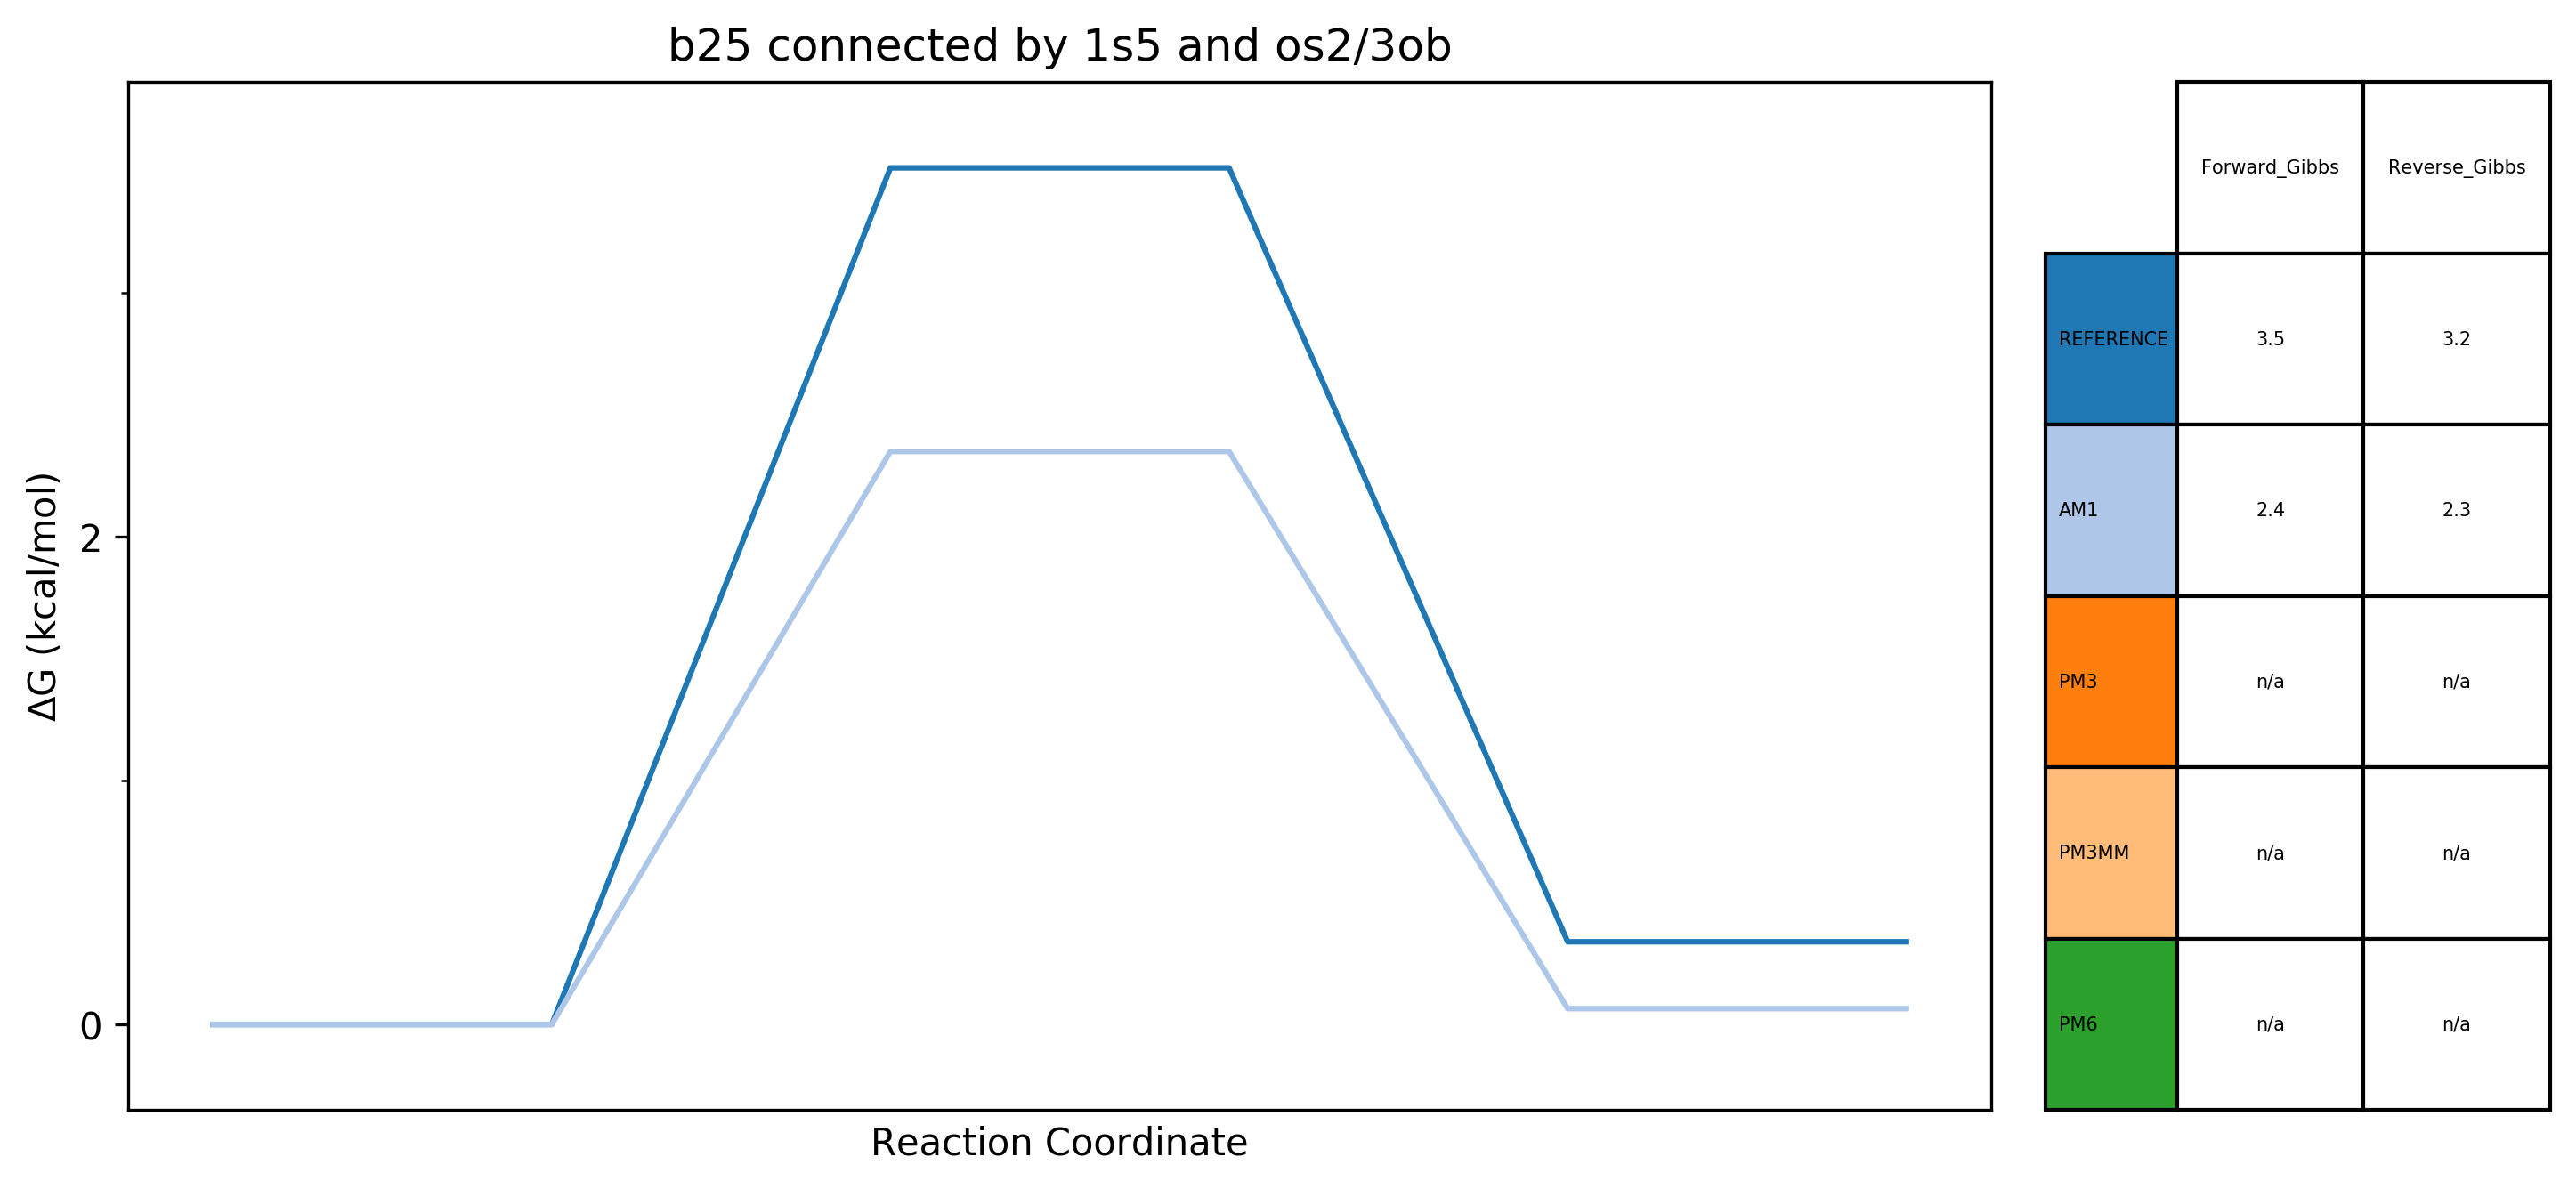 b25 connected by 1s5 and os2/3ob
ΔG (kcal/mol)
2
0
Reaction Coordinate
Forward_Gibbs Reverse_Gibbs
REFERENCE 3.5 3.2
AM1 2.4 2.3
PM3 n/a n/a
PM3MM n/a n/a
PM6 n/a n/a